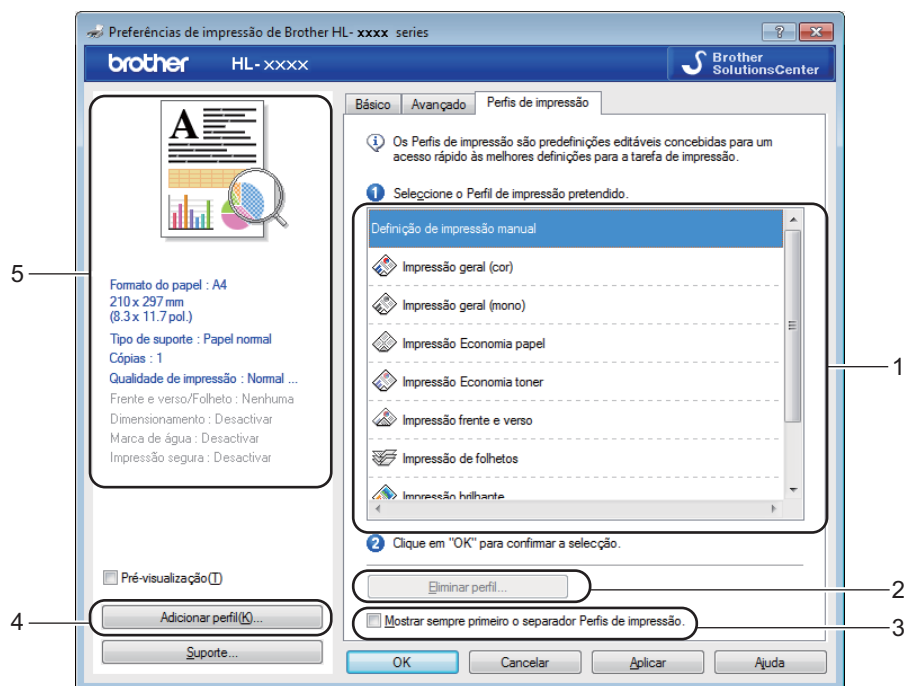 Preferências de impressão de Brother HL- xxxx series
brother
HL-xxxx
Brother
SolutionsCenter
A
Formato do papel : A4
210 x 297 mm
(8.3 x 11.7 pol.)
Tipo de suporte : Papel normal
Cópias : 1
Qualidade de impressão : Normal ...
Frente e verso/Folheto : Nenhuma
Dimensionamento : Desactivar
Marca de água : Desactivar
Impressão segura : Desactivar
Pré-visualização(T)
Adicionar perfil(K)...
Suporte...
Básico
Avançado
Perfis de impressão
Os Perfis de impressão são predefinições editáveis concebidas para um
acesso rápido às melhores definições para a tarefa de impressão.
1 Seleccione o Perfil de impressão pretendido.
Definição de impressão manual
Impressão geral (cor)
Impressão geral (mono)
Impressão Economia papel
Impressão Economia toner
Impressão frente e verso
Impressão de folhetos
Impressão brilhante
2 Clique em "OK" para confirmar a selecção.
Eliminar perfil...
Mostrar sempre primeiro o separador Perfis de impressão.
OK
Cancelar
Aplicar
Ajuda
1
2
3
4
5